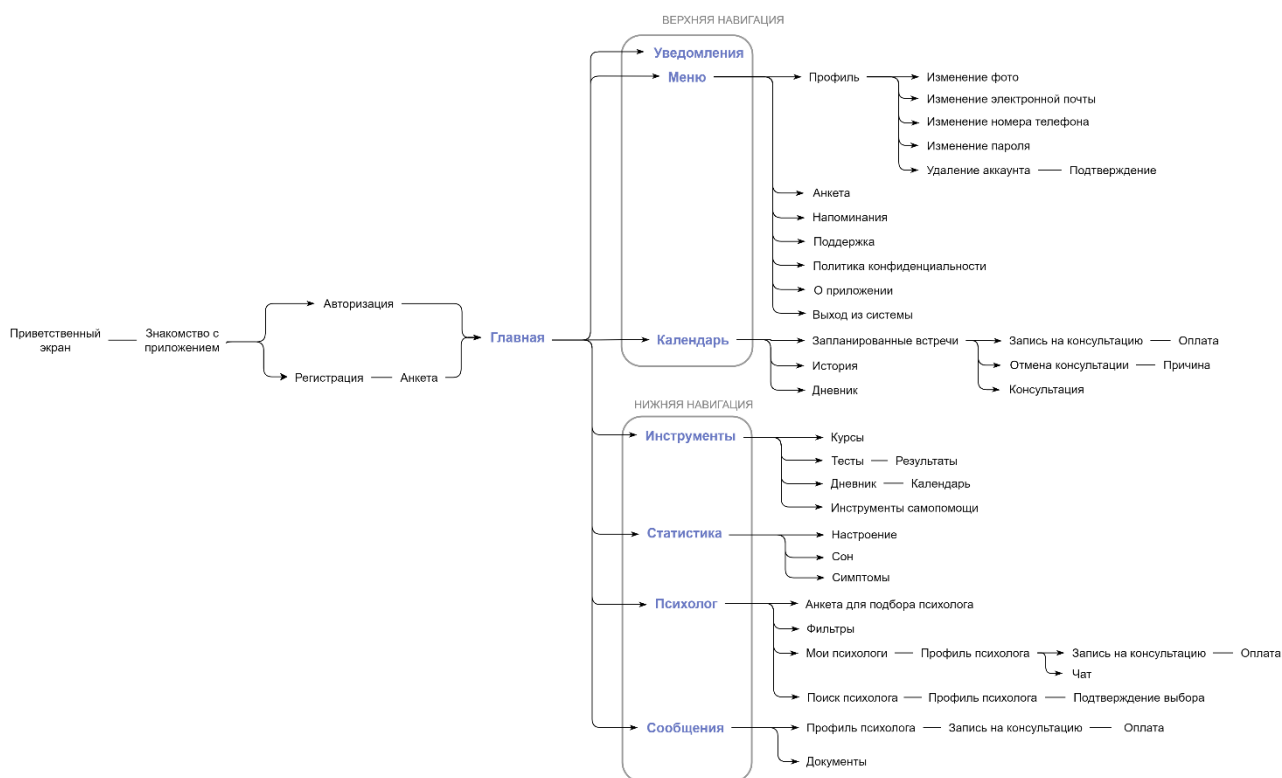 ВЕРХНЯЯ НАВИГАЦИЯ
Уведомления
Меню
Профиль
Изменение фото
Изменение электронной почты
Изменение номера телефона
Изменение пароля
Удаление аккаунта
Подтверждение
Анкета
Напоминания
Поддержка
Политика конфиденциальности
О приложении
Выход из системы
Приветственный
экран
Знакомство с
приложением
Авторизация
Регистрация
Анкета
Главная
Календарь
Запланированные встречи
Запись на консультацию
Оплата
Отмена консультации
Причина
Консультация
История
Дневник
НИЖНЯЯ НАВИГАЦИЯ
Инструменты
Курсы
Тесты
Результаты
Дневник
Календарь
Инструменты самопомощи
Статистика
Настроение
Сон
Симптомы
Психолог
Анкета для подбора психолога
Фильтры
Мои психологи
Профиль психолога
Запись на консультацию
Оплата
Чат
Поиск психолога
Профиль психолога
Подтверждение выбора
Сообщения
Профиль психолога
Запись на консультацию
Оплата
Документы